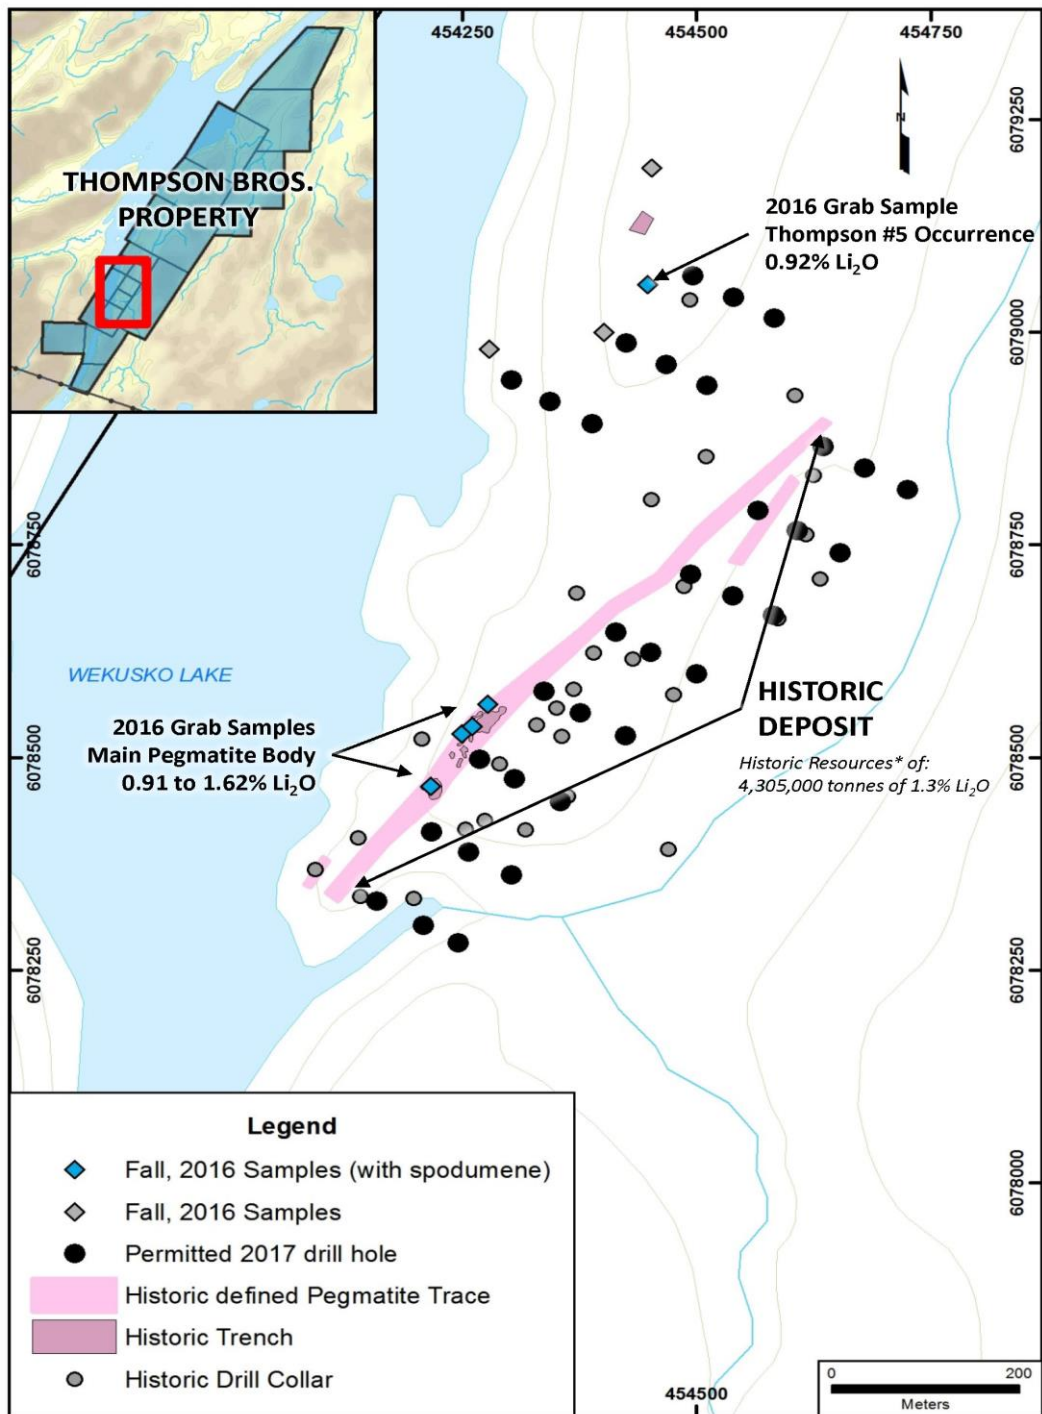 454250
454500
454750
THOMPSON BROS.
PROPERTY
N
6079250
2016 Grab Sample
Thompson #5 Occurrence
0.92% Li₂O
6079000
6078750
6078750
WEKUSKO LAKE
2016 Grab Samples
Main Pegmatite Body
0.91 to 1.62% Li₂O
HISTORIC
DEPOSIT
Historic Resources* of:
4,305,000 tonnes of 1.3% Li₂O
6078500
6078500
6078250
6078250
6078000
Legend
Fall, 2016 Samples (with spodumene)
Fall, 2016 Samples
Permitted 2017 drill hole
Historic defined Pegmatite Trace
Historic Trench
Historic Drill Collar
454500
0
200
Meters